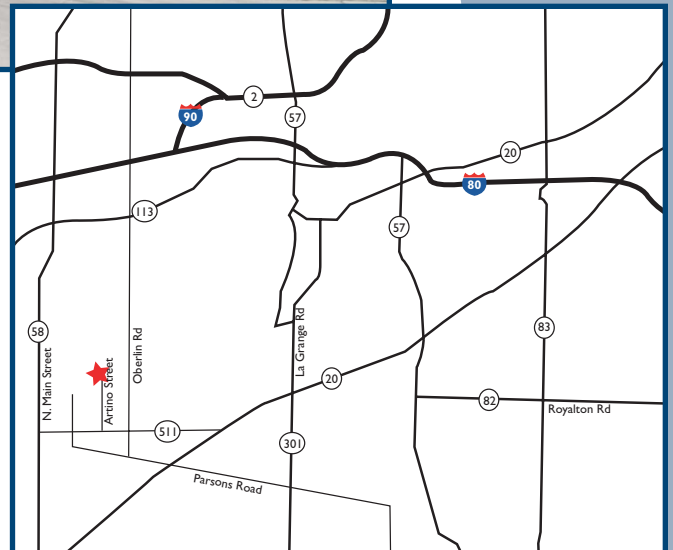 2
90
57
20
113
80
57
58
83
N. Main Street
Artino Street
Oberlin Rd
La Grange Rd
20
82
Royalton Rd
511
301
Parsons Road